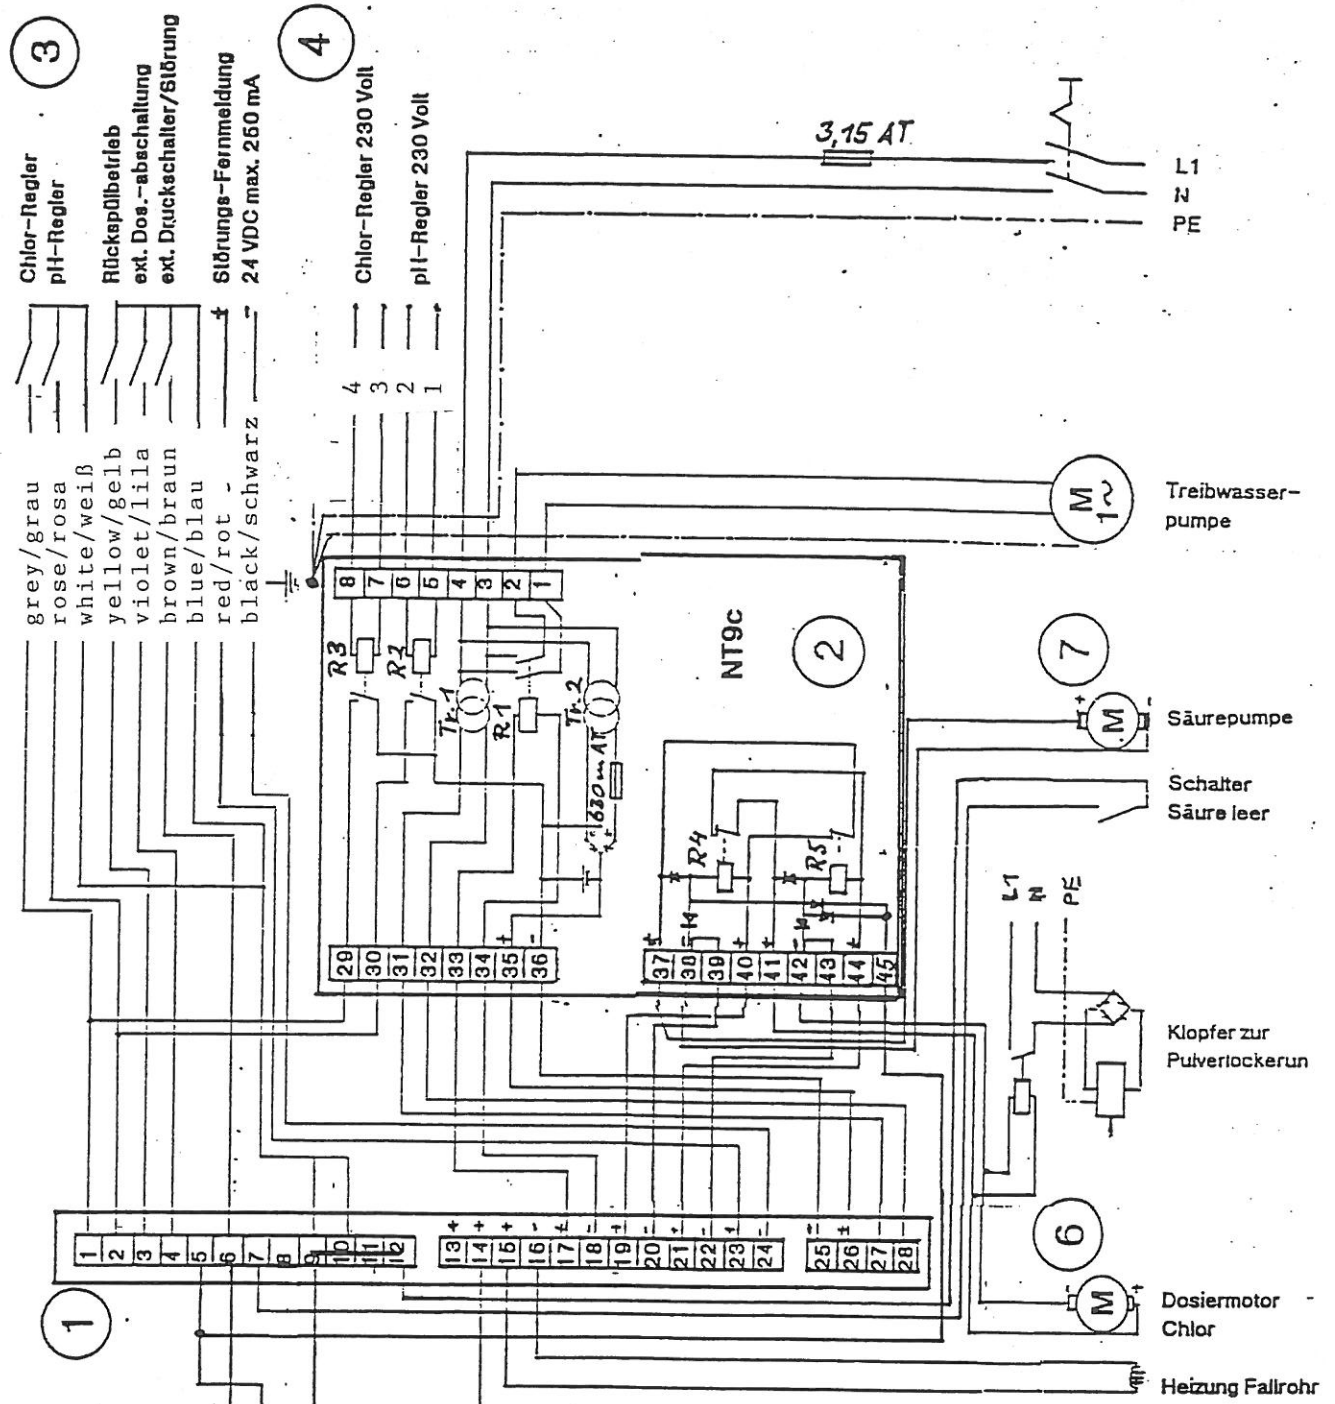 3
Chlor-Regler
pH-Regler
Rückspülbetrieb
ext. Dos.-abschaltung
ext. Druckschalter/Störung
Störungs-Fernmeldung
24 VDC max. 250 mA
+
-
grey/grau
rose/rosa
white/weiß
yellow/gelb
violet/lila
brown/braun
blue/blau
red/rot -
black/schwarz
4
Chlor-Regler 230 Volt
pH-Regler 230 Volt
4
3
2
1
3,15 AT
L1
N
PE
M
1~
Treibwasser-
pumpe
8
7
6
5
4
3
2
1
R3
R2
Tr.1
R1
Tr.2
630mAT
NT9c
2
R4
R5
29
30
31
32
33
34
35
36
+
-
37
38
39
40
41
42
43
44
45
7
M
+
-
Säurepumpe
Schalter
Säure leer
L1
N
PE
Klopfer zur
Pulverlockerun
1
1
2
3
4
5
6
7
8
9
10
11
12
13
14
15
16
17
18
19
20
21
22
23
24
25
26
27
28
6
M
-
+
Dosiermotor
Chlor
Heizung Fallrohr